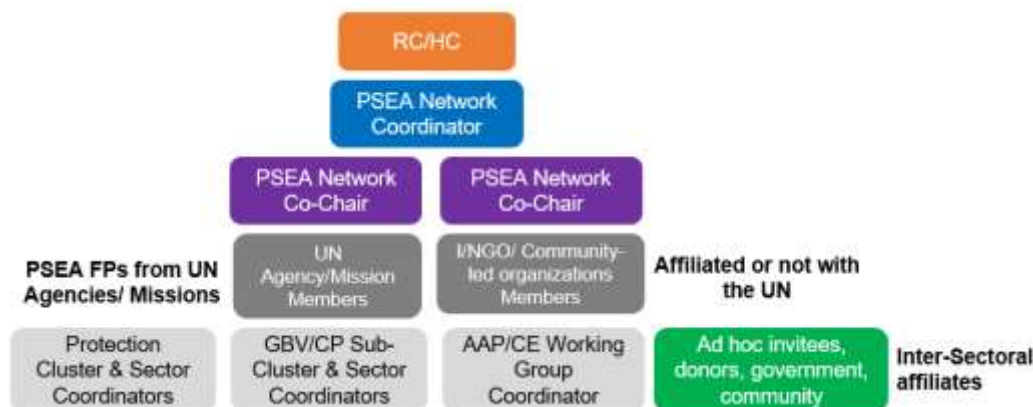 RC/HC
PSEA Network
Coordinator
PSEA Network
Co-Chair
PSEA Network
Co-Chair
PSEA FPs from UN
Agencies/ Missions
UN
Agency/Mission
Members
I/NGO/ Community-
led organizations
Members
Affiliated or not with
the UN
Protection
Cluster & Sector
Coordinators
GBV/CP Sub-
Cluster & Sector
Coordinators
AAP/CE Working
Group
Coordinator
Ad hoc invitees,
donors, government,
community
Inter-Sectoral
affiliates